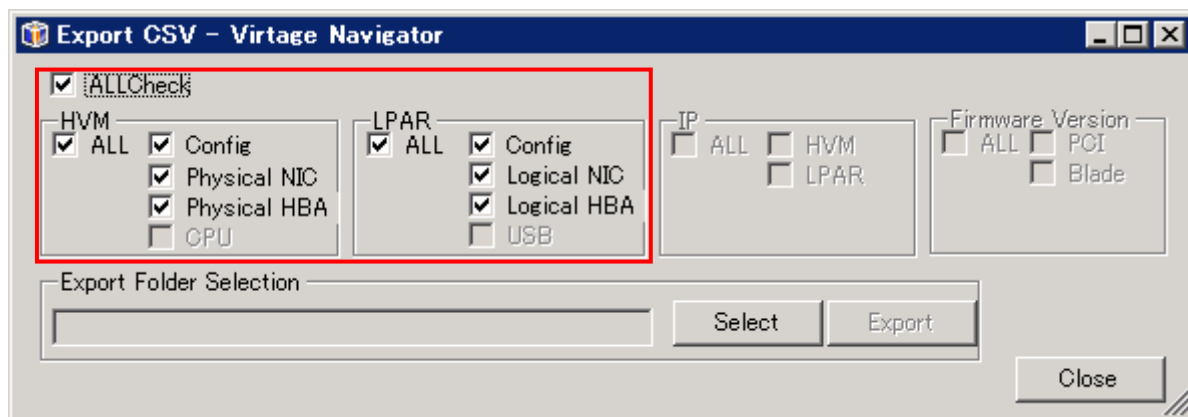 Export CSV - Virtage Navigator
ALLCheck
HVM
ALL Config
Physical NIC
Physical HBA
CPU
LPAR
ALL Config
Logical NIC
Logical HBA
USB
IP
ALL HVM
LPAR
Firmware Version
ALL PCI
Blade
Export Folder Selection
Select Export
Close